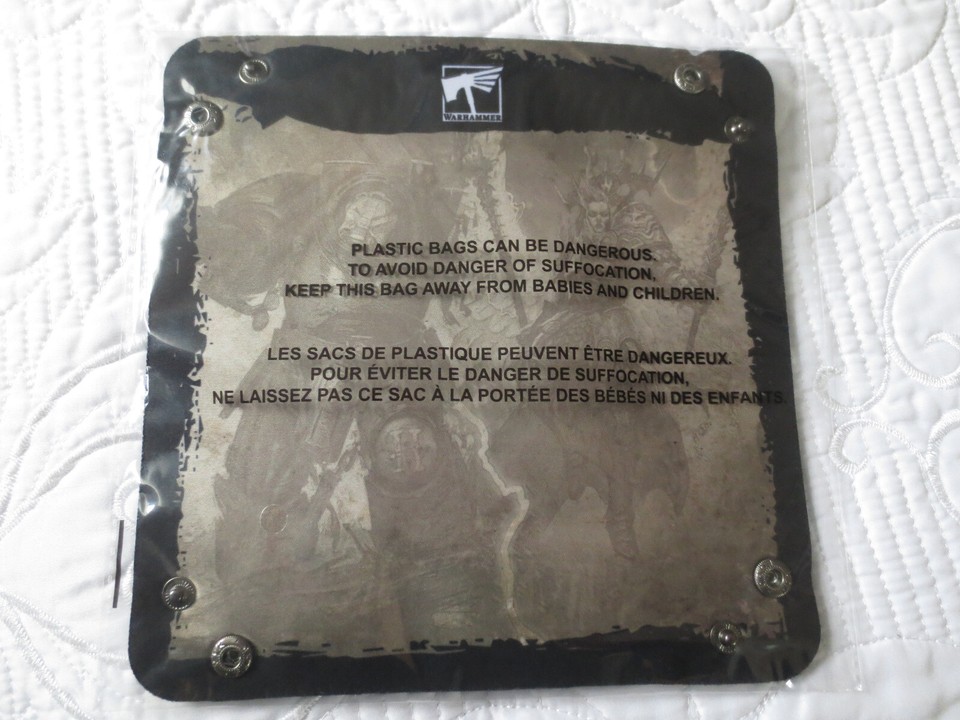 WARHAMMER
PLASTIC BAGS CAN BE DANGEROUS.
TO AVOID DANGER OF SUFFOCATION,
KEEP THIS BAG AWAY FROM BABIES AND CHILDREN.
LES SACS DE PLASTIQUE PEUVENT ÊTRE DANGEREUX.
POUR ÉVITER LE DANGER DE SUFFOCATION,
NE LAISSEZ PAS CE SAC À LA PORTÉE DES BÉBÉS NI DES ENFANTS.